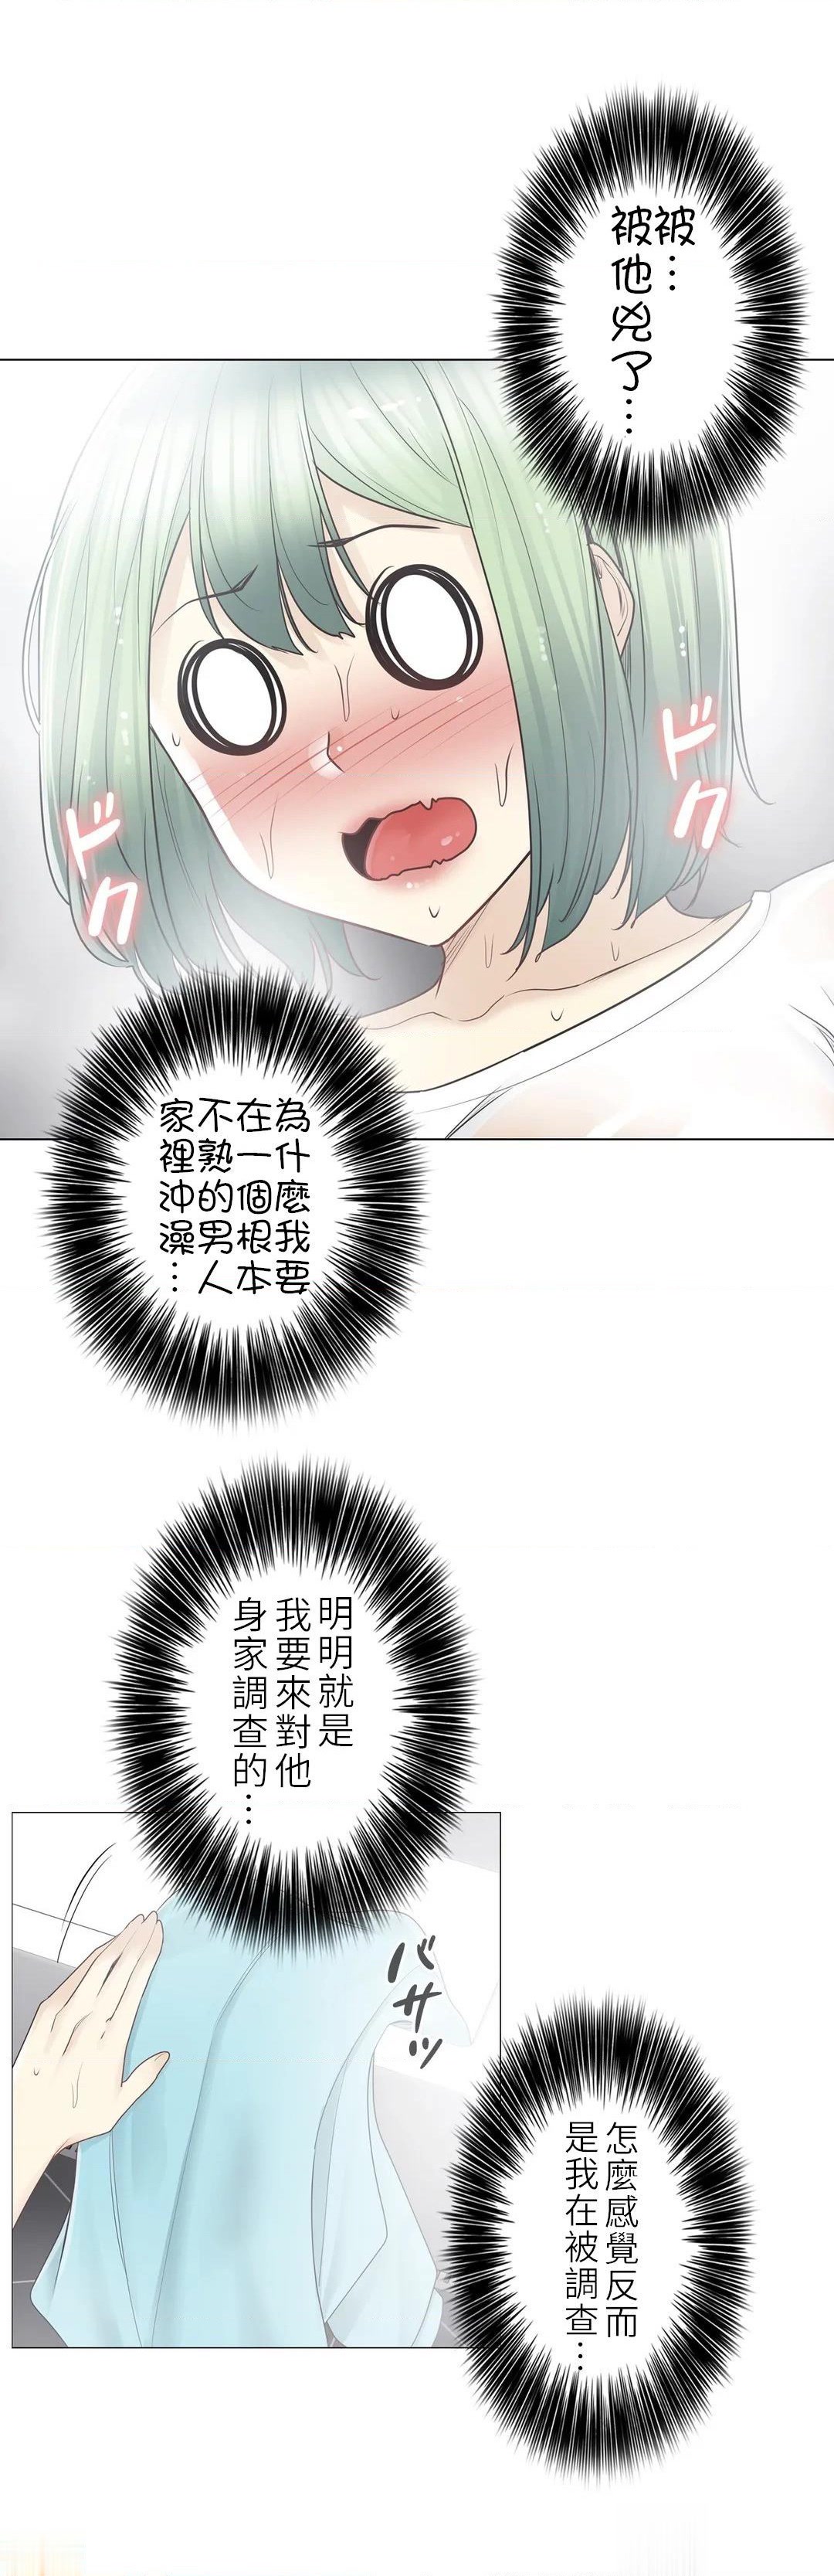 被…
被他兇了…
ドク
ドク
為什麼我要
在一個根本
不熟的男人
家裡沖澡…
明明就是
我要來對他
身家調查的…
バサッ
怎麼感覺反而
是我在被調查…